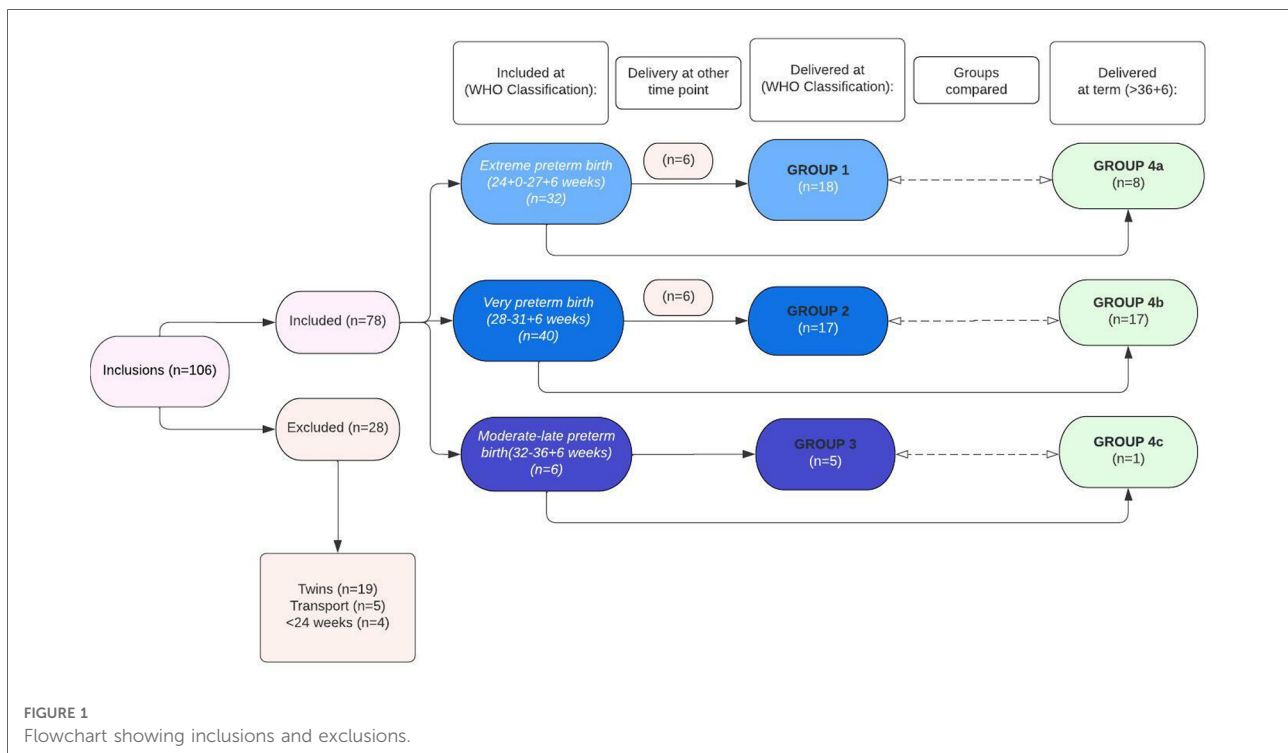 Included at
(WHO Classification):
Delivery at other
time point
Delivered at
(WHO Classification):
Groups
compared
Delivered
at term (>36+6):
Extreme preterm birth
(24+0-27+6 weeks)
(n=32)
(n=6)
GROUP 1
(n=18)
GROUP 4a
(n=8)
Included (n=78)
Very preterm birth
(28-31+6 weeks)
(n=40)
(n=6)
GROUP 2
(n=17)
GROUP 4b
(n=17)
Inclusions (n=106)
Excluded (n=28)
Moderate-late preterm
birth(32-36+6 weeks)
(n=6)
GROUP 3
(n=5)
GROUP 4c
(n=1)
Twins (n=19)
Transport (n=5)
<24 weeks (n=4)
FIGURE 1
Flowchart showing inclusions and exclusions.